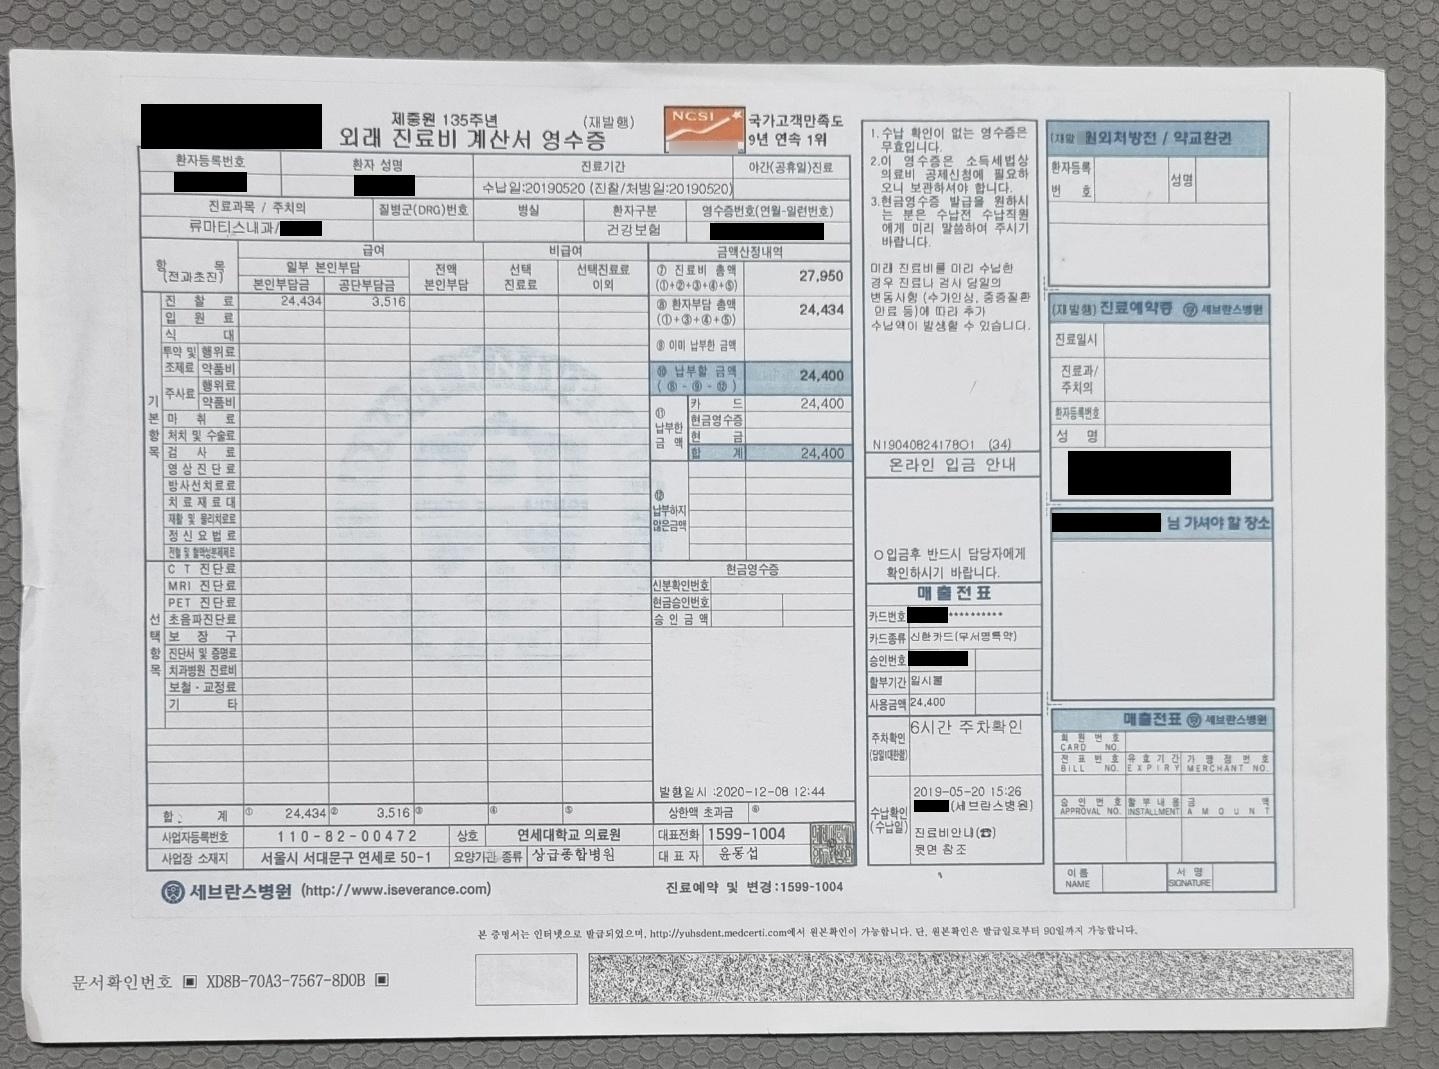 제중원 135주년
(재발행)
외래 진료비 계산서 영수증
NCSI
국가고객만족도
9년 연속 1위
환자등록번호
환자 성명
진료기간
야간(공휴일)진료
수납일:20190520 (진찰/처방일:20190520)
진료과목 / 주치의
질병군(DRG)번호
병실
환자구분
영수증번호(연월-일련번호)
류마티스내과/
건강보험
항 목
(전과초진)
급여
비급여
금액산정내역
일부 본인부담
전액
본인부담
선택
진료료
선택진료료
이외
본인부담금
공단부담금
⑦ 진료비 총액
(①+②+③+④+⑤)
27,950
기본항목
진 찰 료 24,434 3,516
입 원 료
식 대
투약 및 조제료
행위료
약품비
주사료
행위료
약품비
마 취 료
처치 및 수술료
검 사 료
영상진단료
방사선치료료
치료재료대
재활 및 물리치료료
정신요법료
전혈 및 혈액성분제제료
⑧ 환자부담 총액
(①+③+④+⑤)
24,434
⑨ 이미 납부한 금액
⑩ 납부할 금액
(⑧-⑨-⑫)
24,400
⑪
납부한
금 액
카 드 24,400
현금영수증
현 금
합 계 24,400
⑫
납부하지
않은금액
선택항목
CT 진단료
MRI 진단료
PET 진단료
초음파진단료
보 장 구
진단서 및 증명료
치과병원 진료비
보철·교정료
기 타
현금영수증
신분확인번호
현금승인번호
승 인 금 액
발행일시 :2020-12-08 12:44
합 계 ① 24,434 ② 3,516 ③ ④ ⑤
상한액 초과금 ⑥
사업자등록번호 110-82-00472
상호 연세대학교 의료원
대표전화 1599-1004
사업장 소재지 서울시 서대문구 연세로 50-1
요양기관 종류 상급종합병원
대 표 자 윤동섭
세브란스병원 (http://www.iseverance.com)
진료예약 및 변경:1599-1004
1.수납 확인이 없는 영수증은
무효입니다.
2.이 영수증은 소득세법상
의료비 공제신청에 필요하
오니 보관하셔야 합니다.
3.현금영수증 발급을 원하시
는 분은 수납전 수납직원
에게 미리 말씀하여 주시기
바랍니다.
미래 진료비를 미리 수납한
경우 진료나 검사 당일의
변동사항 (수가인상, 중증질환
만료 등)에 따라 추가
수납액이 발생할 수 있습니다.
N19040824178O1 (34)
온라인 입금 안내
○입금후 반드시 담당자에게
확인하시기 바랍니다.
매출전표
카드번호 **********
카드종류 신한카드(무서명특약)
승인번호
할부기간 일시불
사용금액 24,400
주차확인
(당일1대한함)
6시간 주차확인
수납확인
(수납일)
2019-05-20 15:26
(세브란스병원)
진료비안내(☎)
뒷면 참조
(재발 원외처방전 / 약교환권
환자등록
번 호
성명
(재발행) 진료예약증 세브란스병원
진료일시
진료과/
주치의
환자등록번호
성 명
님 가셔야 할 장소
매출전표 세브란스병원
회 원 번 호
CARD NO.
전 표 번 호
BILL NO.
유효기간
EXPIRY
가 맹 점 번 호
MERCHANT NO.
승 인 번 호
APPROVAL NO.
할부내용
INSTALLMENT
금 액
AMOUNT
이 름
NAME
서 명
SIGNATURE
본 증명서는 인터넷으로 발급되었으며, http://yuhsdent.medcerti.com에서 원본확인이 가능합니다. 단, 원본확인은 발급일로부터 90일까지 가능합니다.
문서확인번호 ▣ XD8B-70A3-7567-8D0B ▣